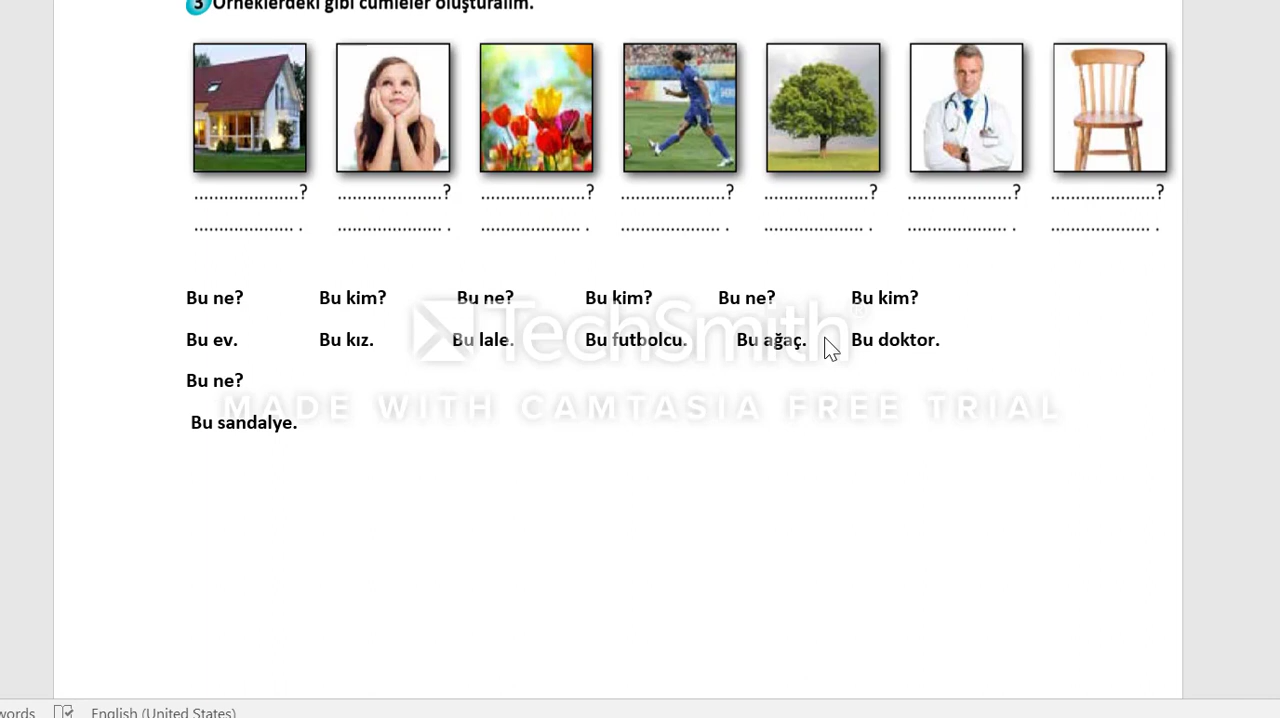 3 Örneklerdeki gibi cümleler oluşturalım.
.....................? .....................? .....................? .....................? .....................? .....................? .....................?
.................... . ..................... . .................... . .................... . .................... . .................... . .................... .
Bu ne? Bu kim? Bu ne? Bu kim? Bu ne? Bu kim?
Bu ev. Bu kız. Bu lale. Bu futbolcu. Bu ağaç. Bu doktor.
Bu ne?
Bu sandalye.
TechSmith®
MADE WITH CAMTASIA FREE TRIAL
words English (United States)